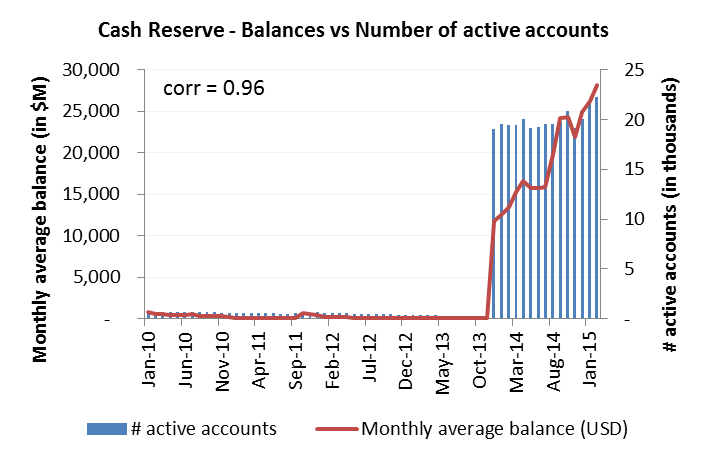 Cash Reserve - Balances vs Number of active accounts
corr = 0.96
Monthly average balance (in $M)
30,000
25,000
20,000
15,000
10,000
5,000
-
25
20
15
10
5
-
# active accounts (in thousands)
Jan-10
Jun-10
Nov-10
Apr-11
Sep-11
Feb-12
Jul-12
Dec-12
May-13
Oct-13
Mar-14
Aug-14
Jan-15
# active accounts
Monthly average balance (USD)